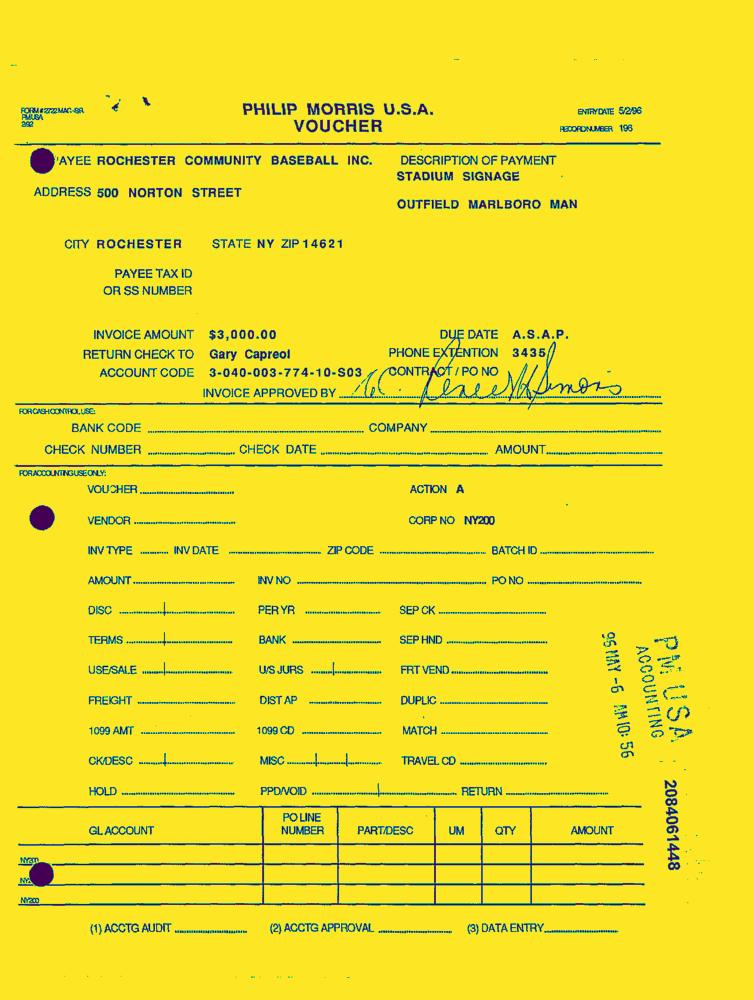 FORM # 2722 MAC-SR PHILIP MORRIS U.S.A. ENTRY DATE 5/2/96
PMUSA VOUCHER RECORD NUMBER 196
2/92
PAYEE ROCHESTER COMMUNITY BASEBALL INC. DESCRIPTION OF PAYMENT
STADIUM SIGNAGE
ADDRESS 500 NORTON STREET
OUTFIELD MARLBORO MAN
CITY ROCHESTER STATE NY ZIP 14621
PAYEE TAX ID
OR SS NUMBER
INVOICE AMOUNT $3,000.00 DUE DATE A.S.A.P.
RETURN CHECK TO Gary Capreol PHONE EXTENTION 3435
ACCOUNT CODE 3-040-003-774-10-S03 CONTRACT / PO NO
INVOICE APPROVED BY
FOR CASH CONTROL USE:
BANK CODE COMPANY
CHECK NUMBER CHECK DATE AMOUNT
FOR ACCOUNTING USE ONLY:
VOUCHER ACTION A
VENDOR CORP NO NY200
INV TYPE INV DATE ZIP CODE BATCH ID
AMOUNT INV NO PO NO
DISC PER YR SEP CK
TERMS BANK SEP HND
USE/SALE U/S JURS FRT VEND
FREIGHT DIST AP DUPLIC
1099 AMT 1099 CD MATCH
CK/DESC MISC TRAVEL CD
HOLD PPD/VOID RETURN
PM USA
ACCOUNTING
96 MAY -6 AM 10: 56
2084061448
GL ACCOUNT PO LINE NUMBER PART/DESC UM QTY AMOUNT
NY200
NY200
(1) ACCTG AUDIT (2) ACCTG APPROVAL (3) DATA ENTRY